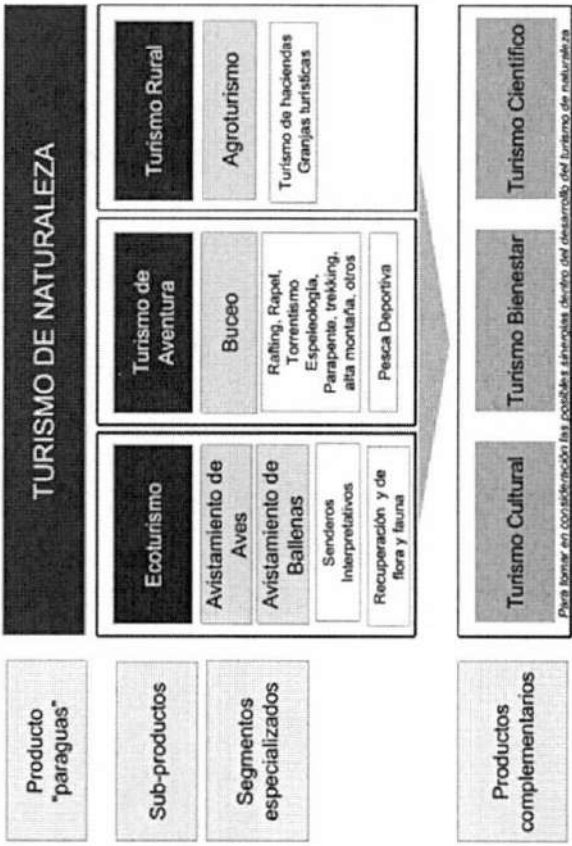 Producto
"paraguas"
TURISMO DE NATURALEZA
Sub-productos
Ecoturismo
Turismo de
Aventura
Turismo Rural
Segmentos
especializados
Avistamiento de
Aves
Avistamiento de
Ballenas
Senderos
Interpretativos
Recuperación y de
flora y fauna
Buceo
Rafting, Rapel,
Torrentismo
Espeleología,
Parapente, trekking,
alta montaña, otros
Pesca Deportiva
Agroturismo
Turismo de haciendas
Granjas turísticas
Productos
complementarios
Turismo Cultural
Turismo Bienestar
Turismo Científico
Para tomar en consideración las posibles sinergias dentro del desarrollo del turismo de naturaleza